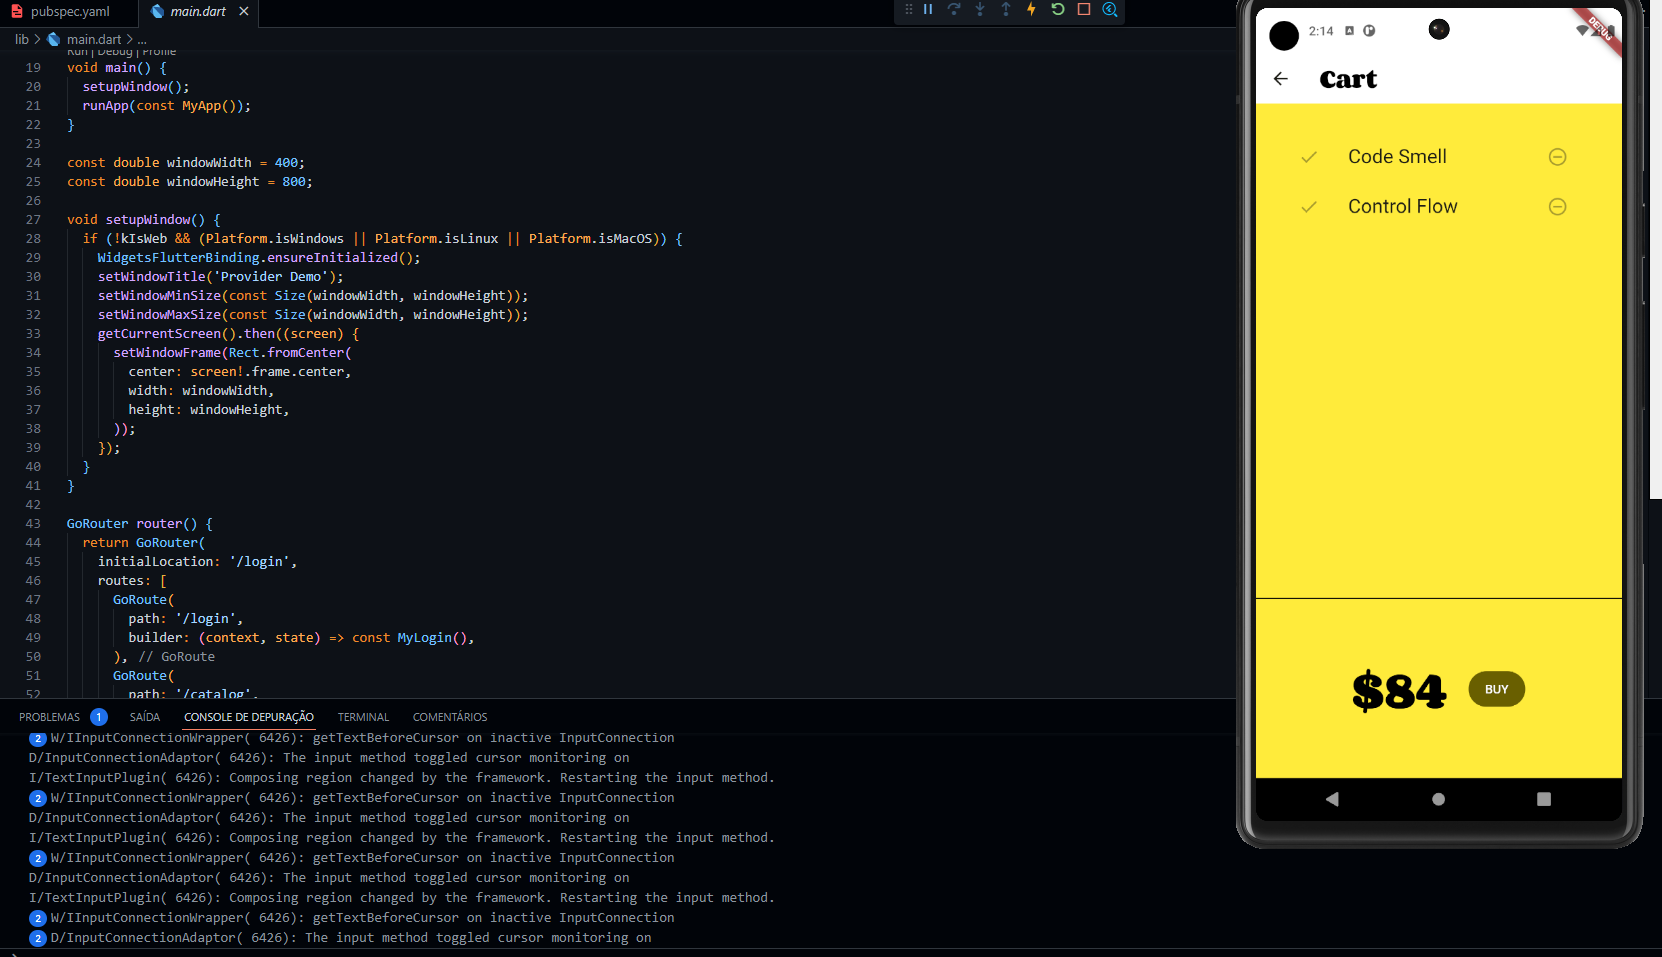 pubspec.yaml
main.dart
lib > main.dart > ...
Run | Debug | Profile
19 void main() {
20 setupWindow();
21 runApp(const MyApp());
22 }
23
24 const double windowWidth = 400;
25 const double windowHeight = 800;
26
27 void setupWindow() {
28 if (!kIsWeb && (Platform.isWindows || Platform.isLinux || Platform.isMacOS)) {
29 WidgetsFlutterBinding.ensureInitialized();
30 setWindowTitle('Provider Demo');
31 setWindowMinSize(const Size(windowWidth, windowHeight));
32 setWindowMaxSize(const Size(windowWidth, windowHeight));
33 getCurrentScreen().then((screen) {
34 setWindowFrame(Rect.fromCenter(
35 center: screen!.frame.center,
36 width: windowWidth,
37 height: windowHeight,
38 ));
39 });
40 }
41 }
42
43 GoRouter router() {
44 return GoRouter(
45 initialLocation: '/login',
46 routes: [
47 GoRoute(
48 path: '/login',
49 builder: (context, state) => const MyLogin(),
50 ), // GoRoute
51 GoRoute(
52 path: '/catalog',
PROBLEMAS 1 SAÍDA CONSOLE DE DEPURAÇÃO TERMINAL COMENTÁRIOS
2 W/IInputConnectionWrapper( 6426): getTextBeforeCursor on inactive InputConnection
D/InputConnectionAdaptor( 6426): The input method toggled cursor monitoring on
I/TextInputPlugin( 6426): Composing region changed by the framework. Restarting the input method.
2 W/IInputConnectionWrapper( 6426): getTextBeforeCursor on inactive InputConnection
D/InputConnectionAdaptor( 6426): The input method toggled cursor monitoring on
I/TextInputPlugin( 6426): Composing region changed by the framework. Restarting the input method.
2 W/IInputConnectionWrapper( 6426): getTextBeforeCursor on inactive InputConnection
D/InputConnectionAdaptor( 6426): The input method toggled cursor monitoring on
I/TextInputPlugin( 6426): Composing region changed by the framework. Restarting the input method.
2 W/IInputConnectionWrapper( 6426): getTextBeforeCursor on inactive InputConnection
2 D/InputConnectionAdaptor( 6426): The input method toggled cursor monitoring on
2:14
DEBUG
Cart
Code Smell
Control Flow
$84 BUY